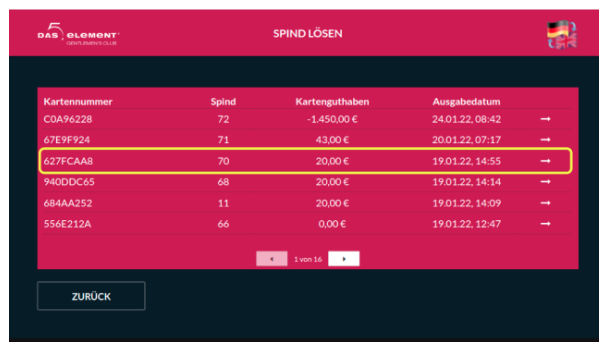 DAS 5. ELEMENT
GENTLEMEN'S CLUB
SPIND LÖSEN
Kartennummer Spind Kartenguthaben Ausgabedatum
C0A96228 72 -1.450,00 € 24.01.22, 08:42 →
67E9F924 71 43,00 € 20.01.22, 07:17 →
627FCAA8 70 20,00 € 19.01.22, 14:55 →
940DDC65 68 20,00 € 19.01.22, 14:14 →
684AA252 11 20,00 € 19.01.22, 14:09 →
556E212A 66 0,00 € 19.01.22, 12:47 →
1 von 16
ZURÜCK